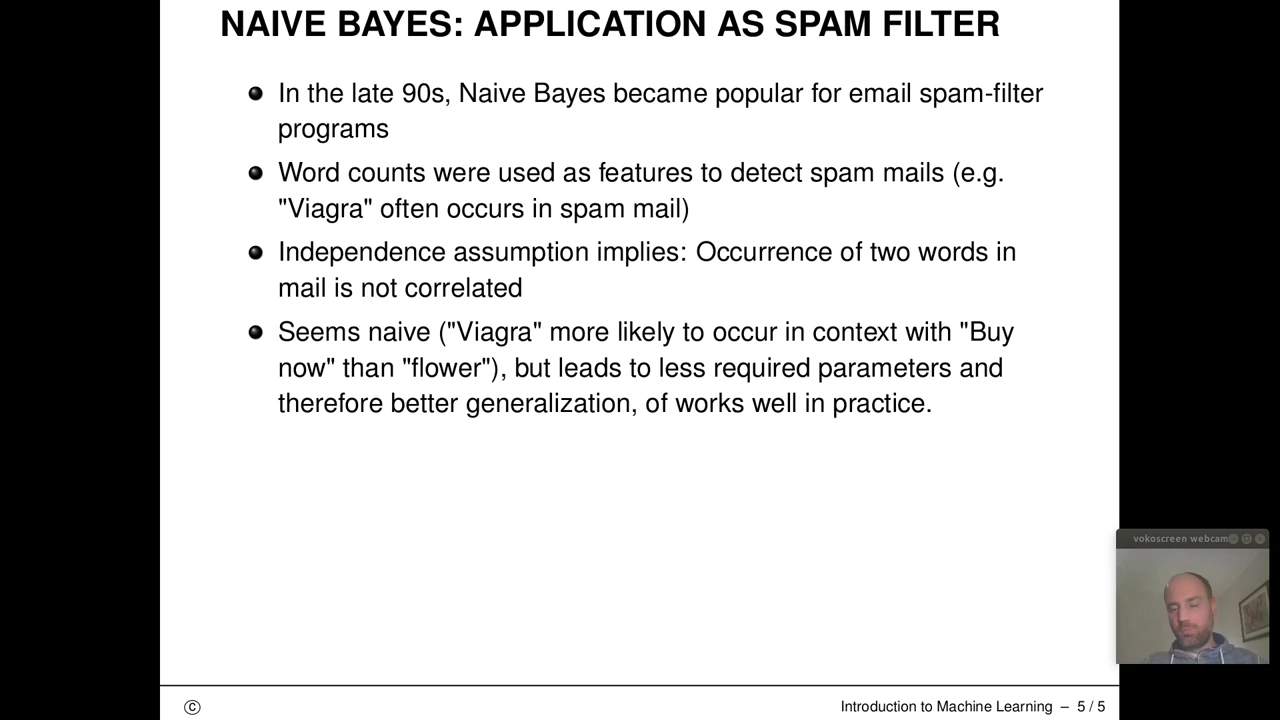 NAIVE BAYES: APPLICATION AS SPAM FILTER
In the late 90s, Naive Bayes became popular for email spam-filter
programs
Word counts were used as features to detect spam mails (e.g.
"Viagra" often occurs in spam mail)
Independence assumption implies: Occurrence of two words in
mail is not correlated
Seems naive ("Viagra" more likely to occur in context with "Buy
now" than "flower"), but leads to less required parameters and
therefore better generalization, of works well in practice.
vokoscreen webcam
© Introduction to Machine Learning – 5 / 5